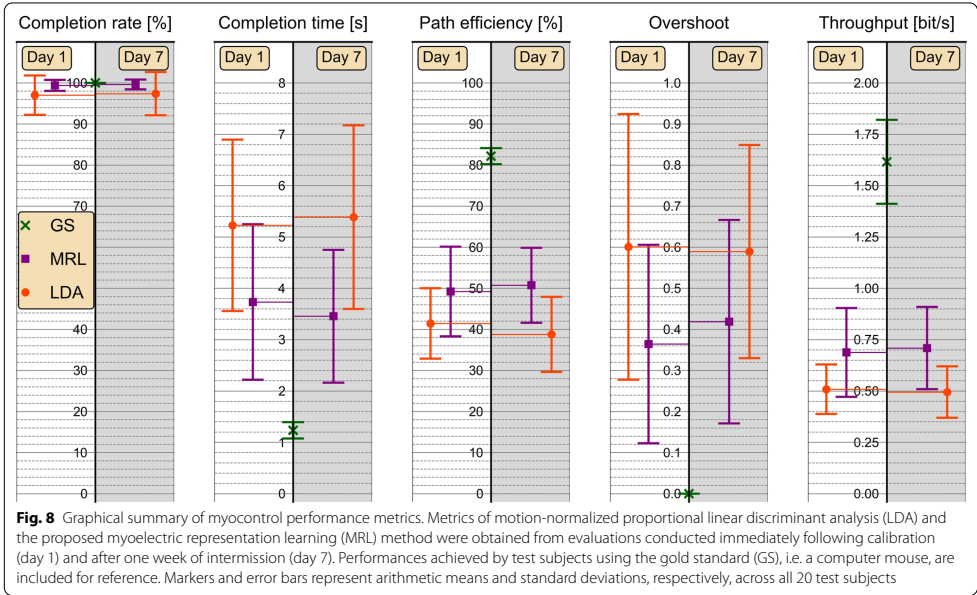 Completion rate [%] Completion time [s] Path efficiency [%] Overshoot Throughput [bit/s]
Day 1 Day 7 Day 1 Day 7 Day 1 Day 7 Day 1 Day 7 Day 1 Day 7
100 8 100 1.0 2.00
90 7 90 0.9 1.75
80 6 80 0.8 1.50
70 5 70 0.7 1.25
GS
60 0.6
MRL
4 50 0.5 1.00
LDA
40 3 40 0.4 0.75
30 2 30 0.3 0.50
20 1 20 0.2 0.25
10 10 0.1
0 0 0 0.0 0.00
Fig. 8 Graphical summary of myocontrol performance metrics. Metrics of motion-normalized proportional linear discriminant analysis (LDA) and
the proposed myoelectric representation learning (MRL) method were obtained from evaluations conducted immediately following calibration
(day 1) and after one week of intermission (day 7). Performances achieved by test subjects using the gold standard (GS), i.e. a computer mouse, are
included for reference. Markers and error bars represent arithmetic means and standard deviations, respectively, across all 20 test subjects